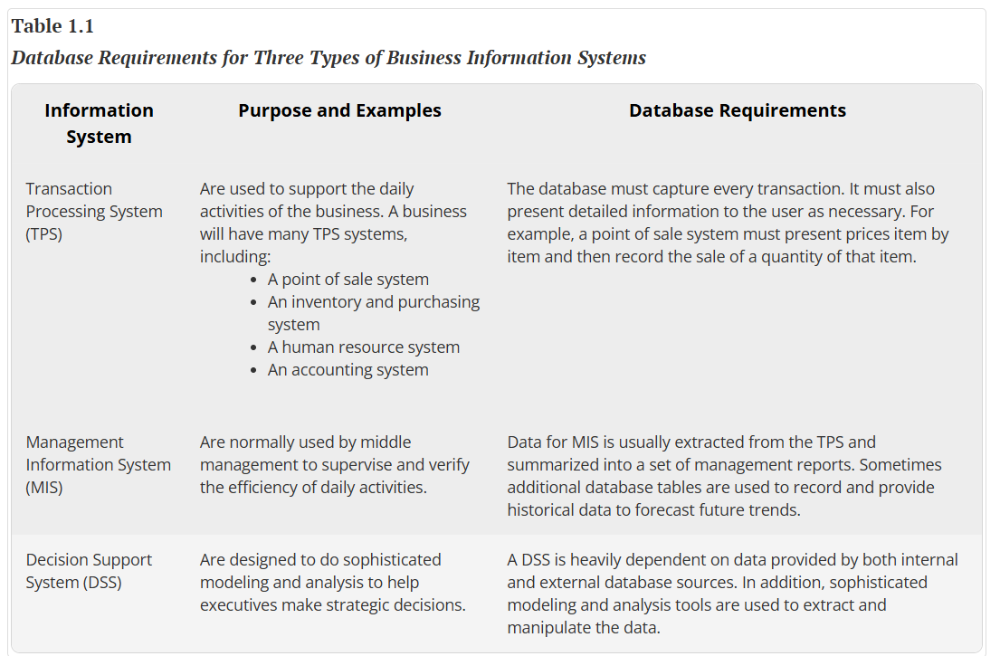 Table 1.1
Database Requirements for Three Types of Business Information Systems
Information
System
Purpose and Examples
Database Requirements
Transaction
Processing System
(TPS)
Are used to support the daily
activities of the business. A business
will have many TPS systems,
including:
• A point of sale system
• An inventory and purchasing
system
• A human resource system
• An accounting system
The database must capture every transaction. It must also
present detailed information to the user as necessary. For
example, a point of sale system must present prices item by
item and then record the sale of a quantity of that item.
Management
Information System
(MIS)
Are normally used by middle
management to supervise and verify
the efficiency of daily activities.
Data for MIS is usually extracted from the TPS and
summarized into a set of management reports. Sometimes
additional database tables are used to record and provide
historical data to forecast future trends.
Decision Support
System (DSS)
Are designed to do sophisticated
modeling and analysis to help
executives make strategic decisions.
A DSS is heavily dependent on data provided by both internal
and external database sources. In addition, sophisticated
modeling and analysis tools are used to extract and
manipulate the data.